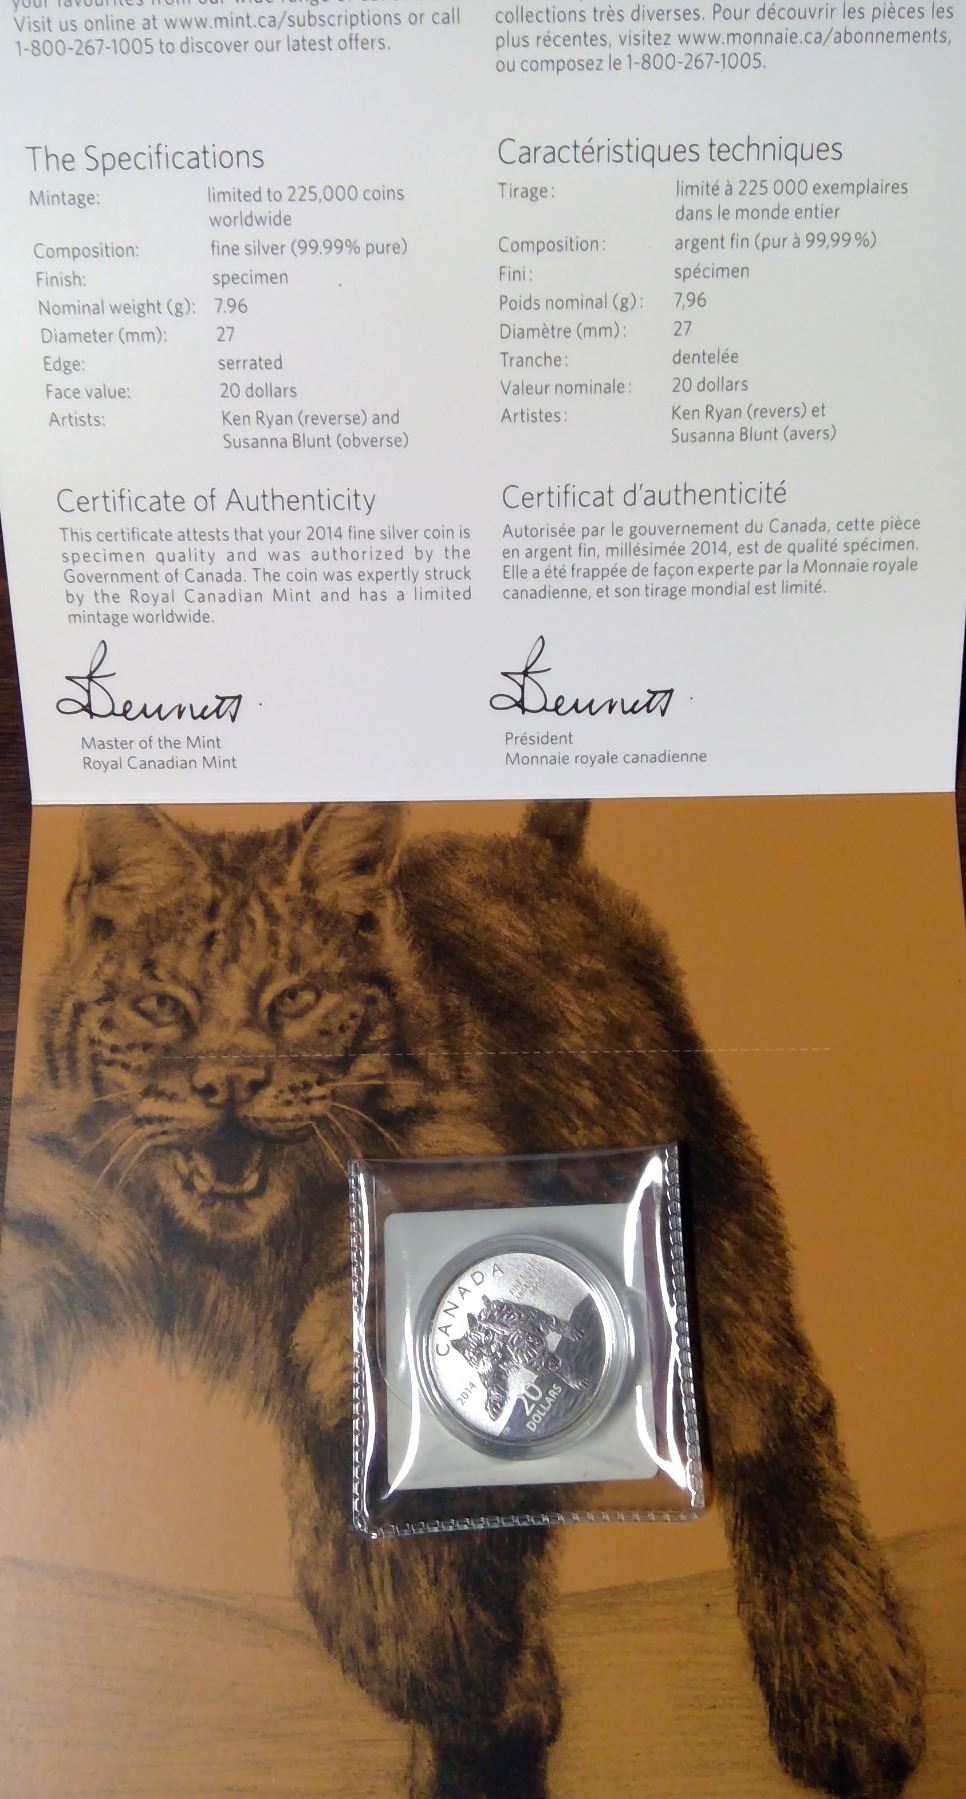 Visit us online at www.mint.ca/subscriptions or call
1-800-267-1005 to discover our latest offers.
collections très diverses. Pour découvrir les pièces les
plus récentes, visitez www.monnaie.ca/abonnements,
ou composez le 1-800-267-1005.
The Specifications
Mintage: limited to 225,000 coins
worldwide
Composition: fine silver (99.99% pure)
Finish: specimen
Nominal weight (g): 7.96
Diameter (mm): 27
Edge: serrated
Face value: 20 dollars
Artists: Ken Ryan (reverse) and
Susanna Blunt (obverse)
Caractéristiques techniques
Tirage: limité à 225 000 exemplaires
dans le monde entier
Composition: argent fin (pur à 99,99 %)
Fini: spécimen
Poids nominal (g): 7,96
Diamètre (mm): 27
Tranche: dentelée
Valeur nominale: 20 dollars
Artistes: Ken Ryan (revers) et
Susanna Blunt (avers)
Certificate of Authenticity
This certificate attests that your 2014 fine silver coin is
specimen quality and was authorized by the
Government of Canada. The coin was expertly struck
by the Royal Canadian Mint and has a limited
mintage worldwide.
Certificat d'authenticité
Autorisée par le gouvernement du Canada, cette pièce
en argent fin, millésimée 2014, est de qualité spécimen.
Elle a été frappée de façon experte par la Monnaie royale
canadienne, et son tirage mondial est limité.
Bennett
Master of the Mint
Royal Canadian Mint
Bennett
Président
Monnaie royale canadienne
CANADA
2014
20
DOLLARS